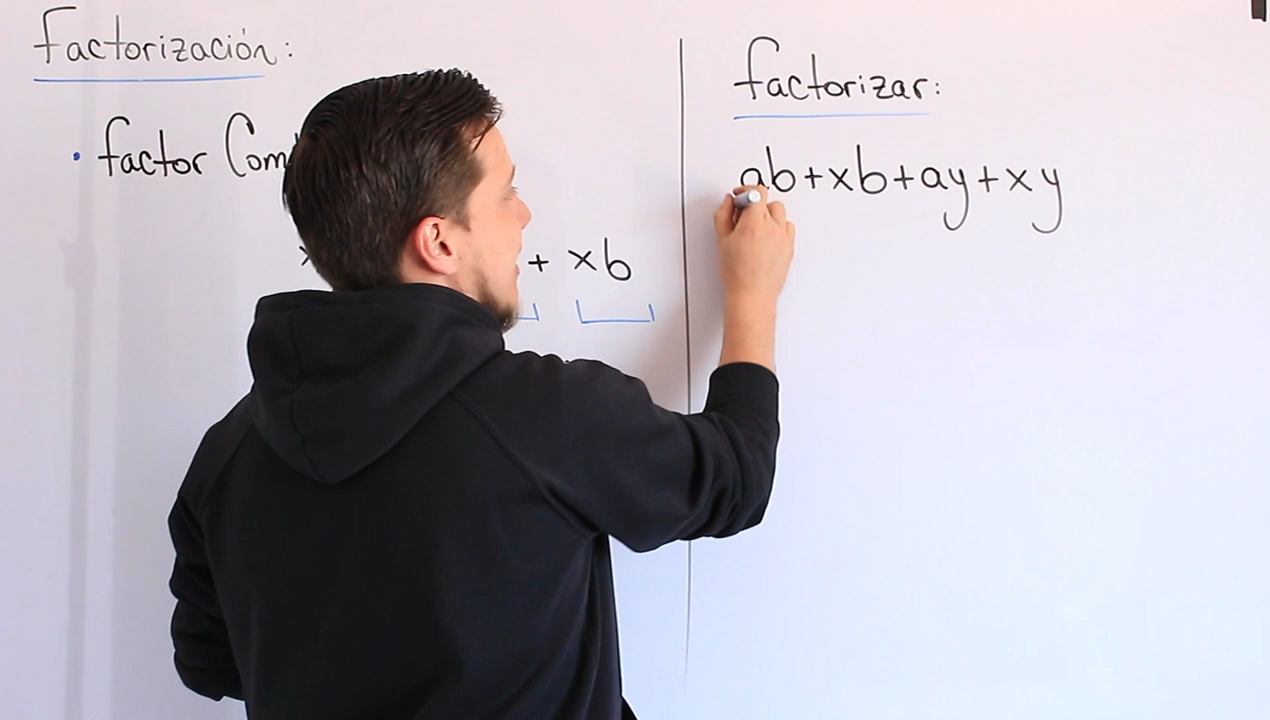 Factorización:
• factor Com
+ xb
factorizar:
ab+xb+ay+xy